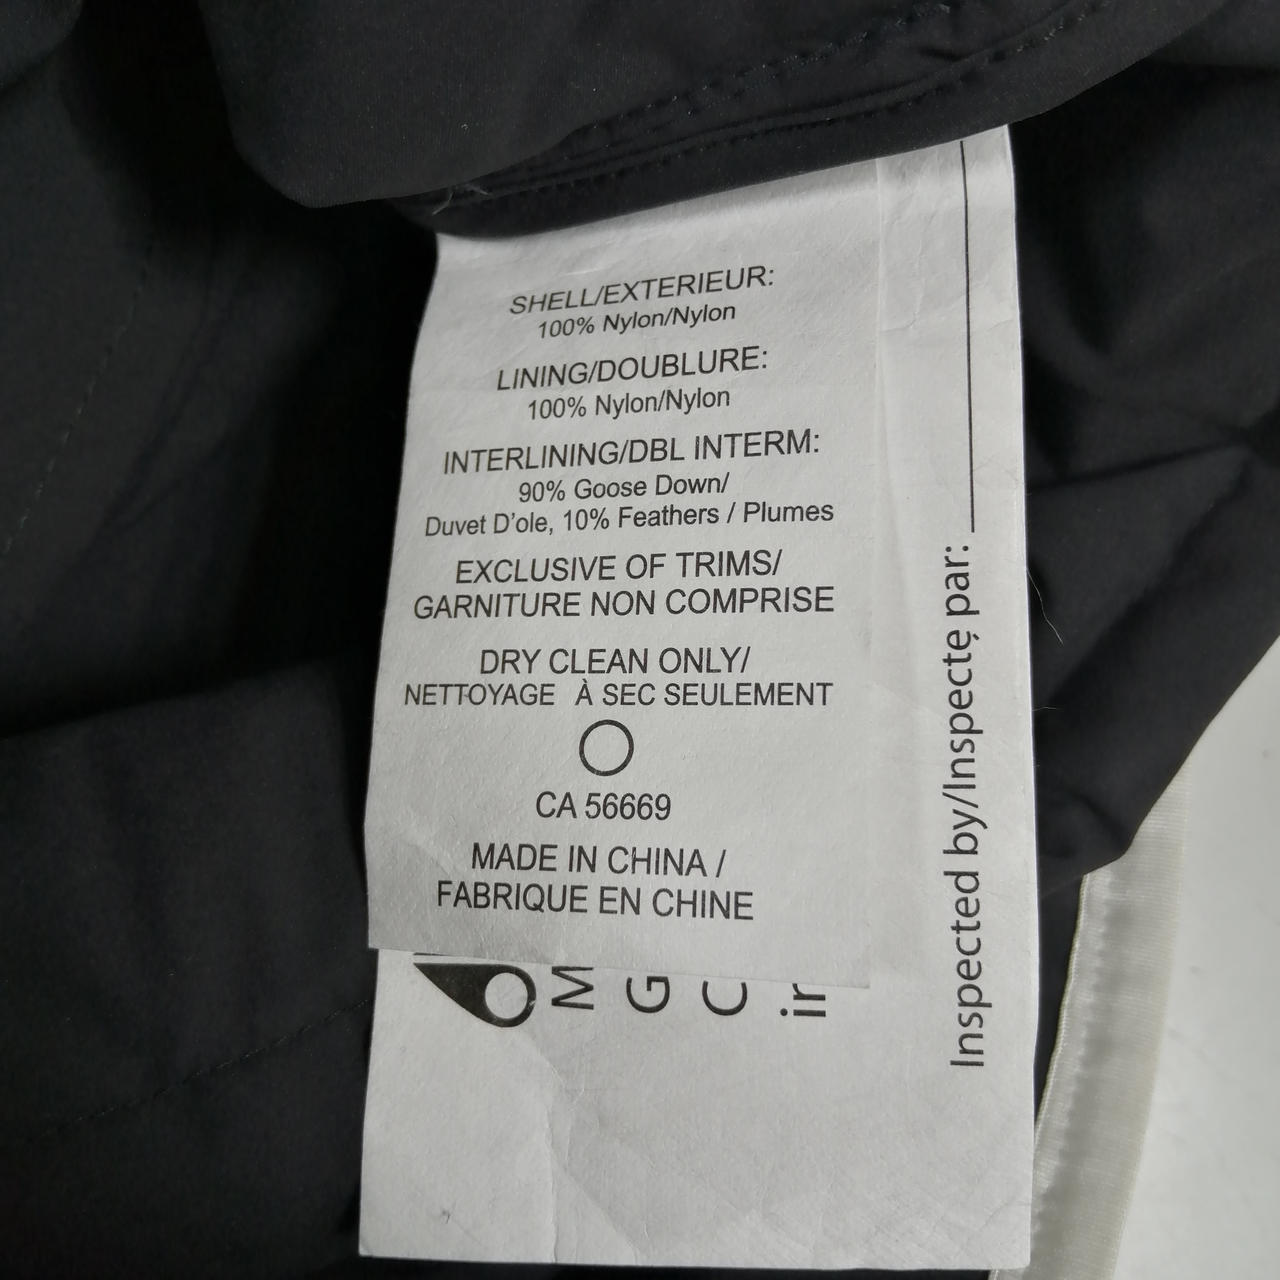 SHELL/EXTERIEUR:
100% Nylon/Nylon
LINING/DOUBLURE:
100% Nylon/Nylon
INTERLINING/DBL INTERM:
90% Goose Down/
Duvet D'ole, 10% Feathers / Plumes
EXCLUSIVE OF TRIMS/
GARNITURE NON COMPRISE
DRY CLEAN ONLY/
NETTOYAGE À SEC SEULEMENT
CA 56669
MADE IN CHINA /
FABRIQUE EN CHINE
M
G
C
Inspected by/Inspectę par: